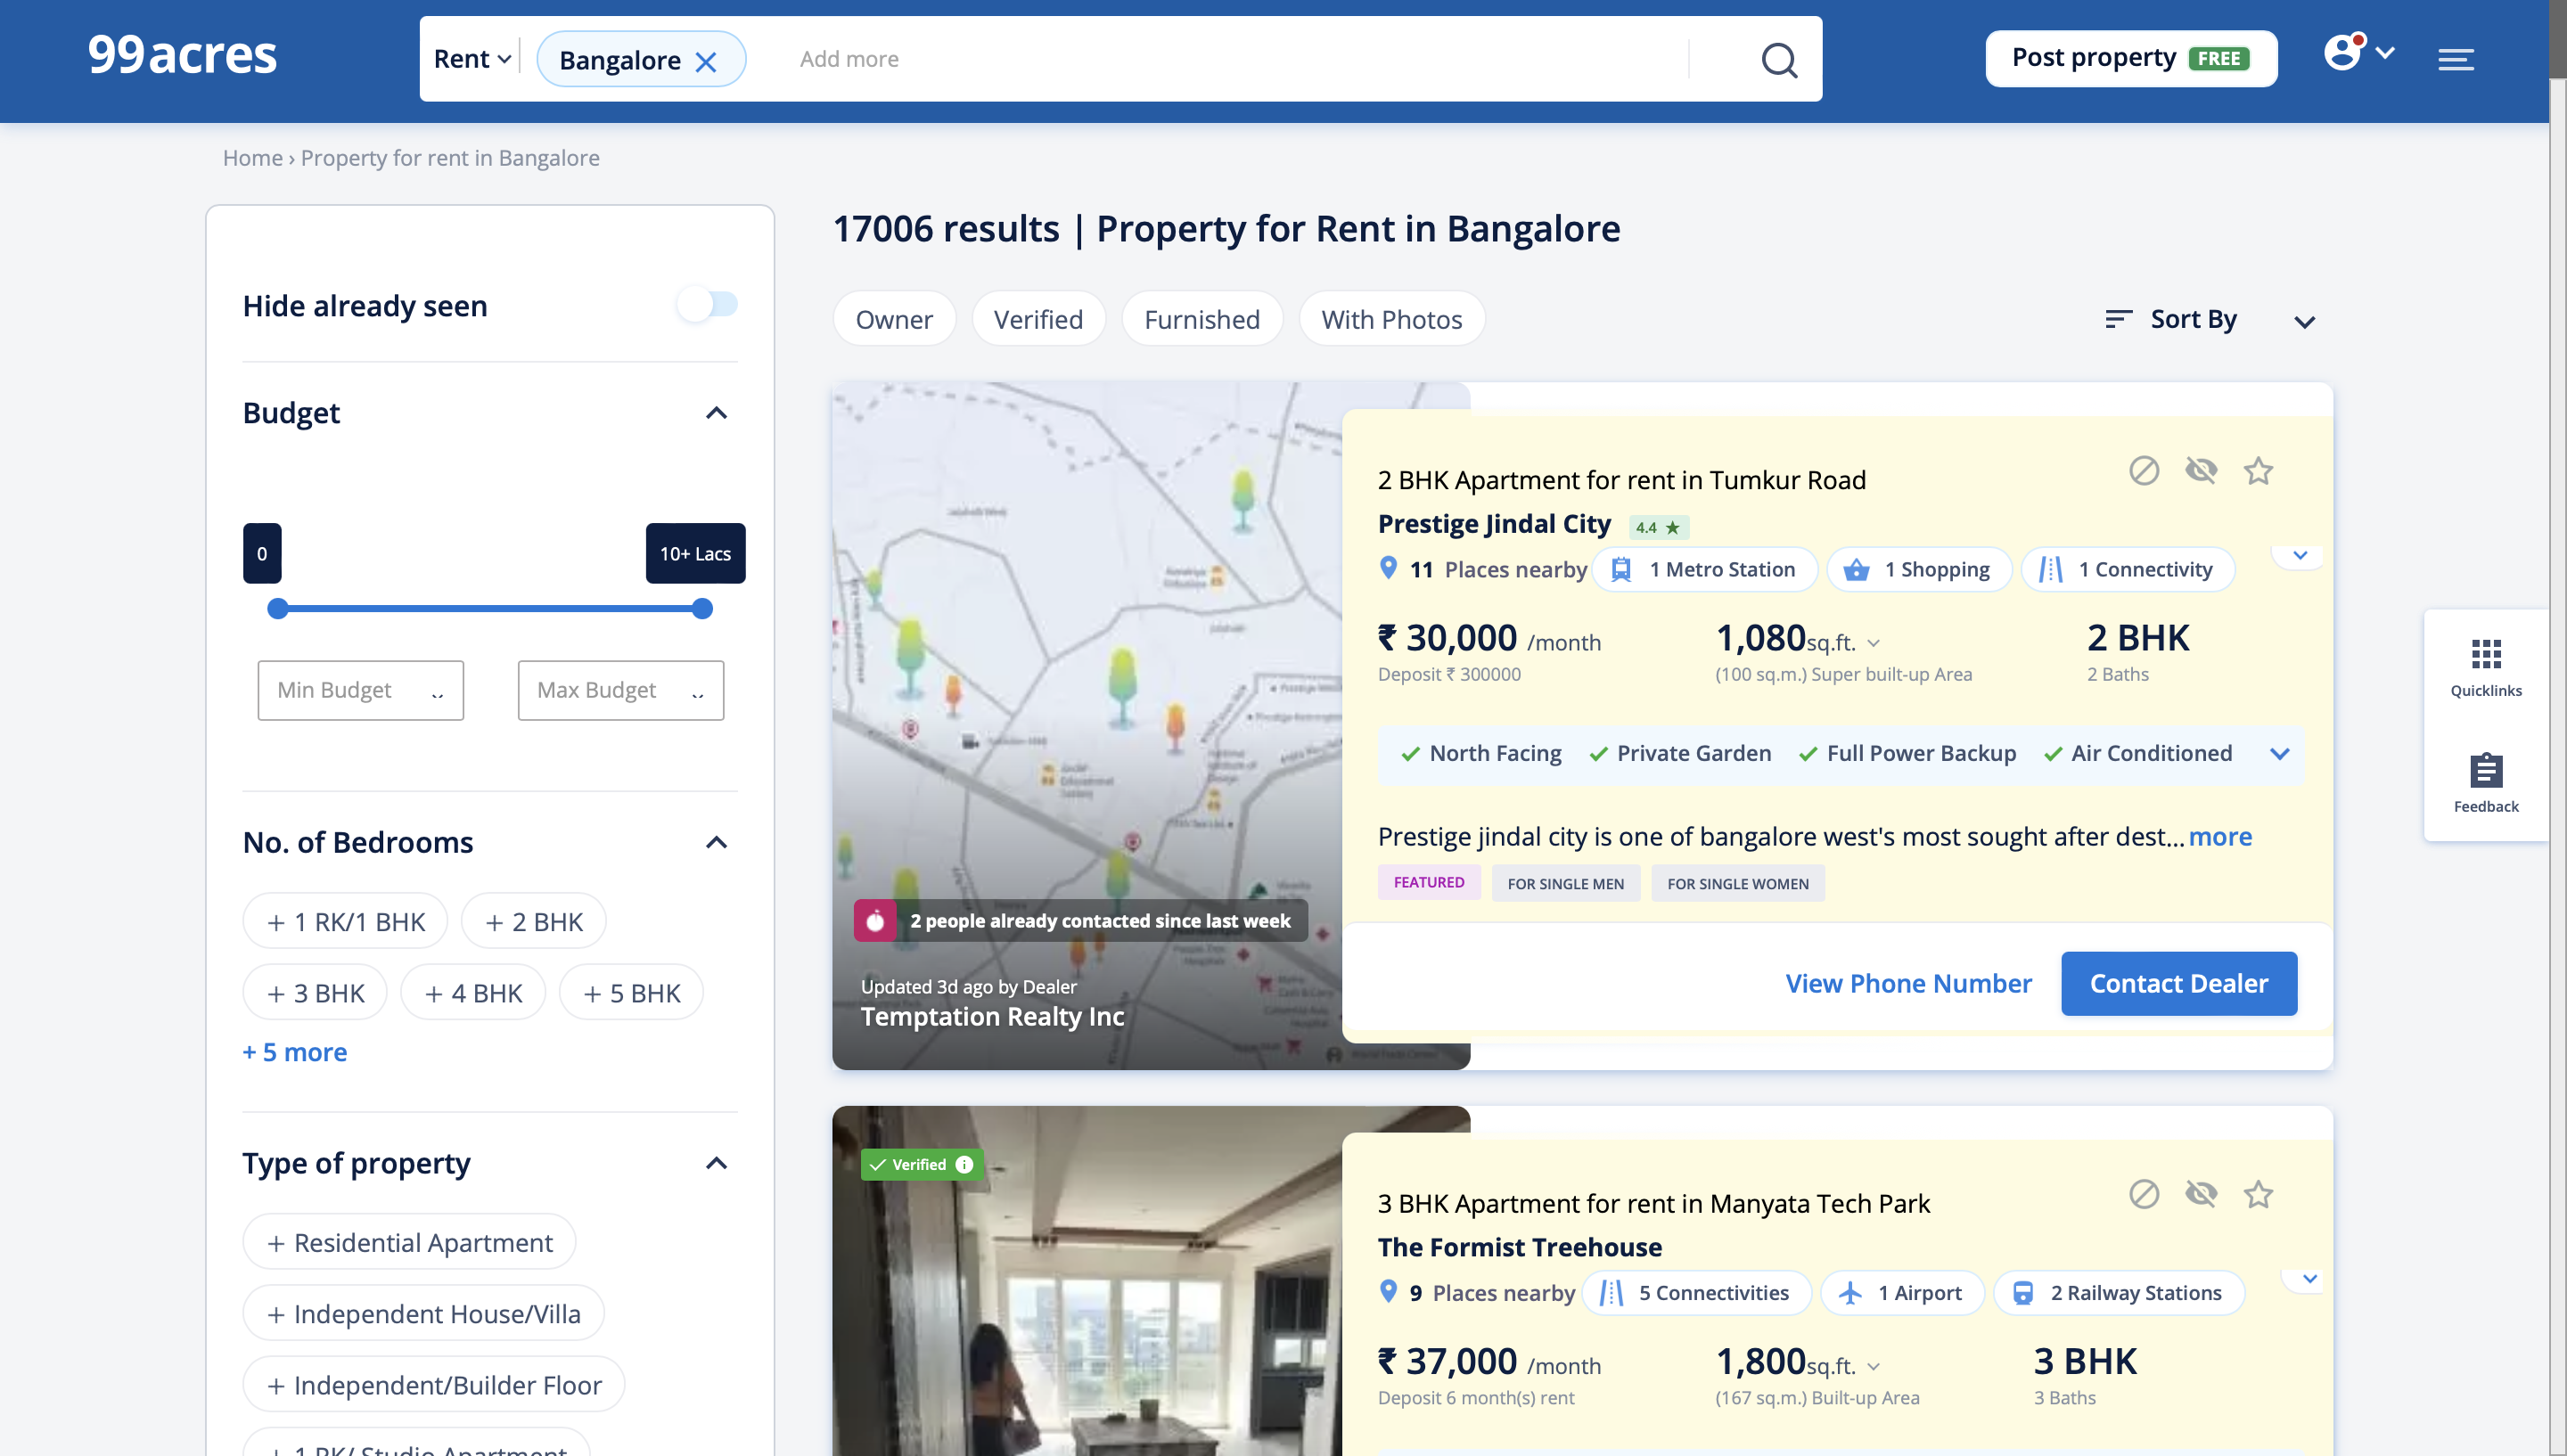 99acres
Rent
Bangalore
Add more
Post property FREE
Home › Property for rent in Bangalore
Hide already seen
Budget
0
10+ Lacs
Min Budget
Max Budget
No. of Bedrooms
+ 1 RK/1 BHK
+ 2 BHK
+ 3 BHK
+ 4 BHK
+ 5 BHK
+ 5 more
Type of property
+ Residential Apartment
+ Independent House/Villa
+ Independent/Builder Floor
+ 1 RK/ Studio Apartment
17006 results | Property for Rent in Bangalore
Owner
Verified
Furnished
With Photos
Sort By
2 people already contacted since last week
Updated 3d ago by Dealer
Temptation Realty Inc
2 BHK Apartment for rent in Tumkur Road
Prestige Jindal City 4.4 ★
11 Places nearby 1 Metro Station 1 Shopping 1 Connectivity
₹ 30,000 /month
Deposit ₹ 300000
1,080sq.ft.
(100 sq.m.) Super built-up Area
2 BHK
2 Baths
North Facing Private Garden Full Power Backup Air Conditioned
Prestige jindal city is one of bangalore west's most sought after dest... more
FEATURED FOR SINGLE MEN FOR SINGLE WOMEN
View Phone Number
Contact Dealer
Verified
3 BHK Apartment for rent in Manyata Tech Park
The Formist Treehouse
9 Places nearby 5 Connectivities 1 Airport 2 Railway Stations
₹ 37,000 /month
Deposit 6 month(s) rent
1,800sq.ft.
(167 sq.m.) Built-up Area
3 BHK
3 Baths
Quicklinks
Feedback